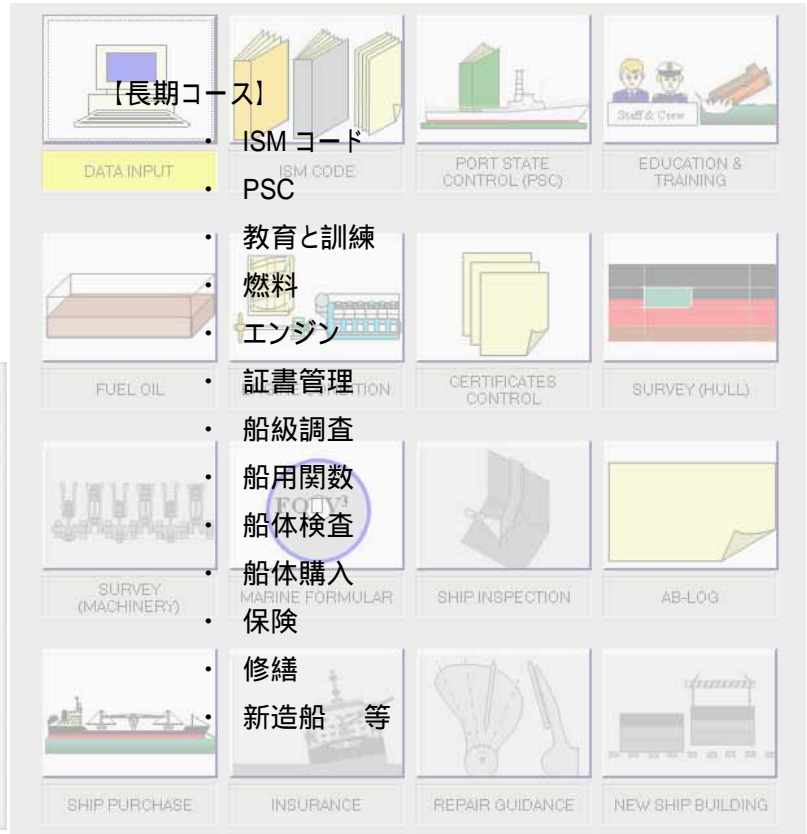 【長期コース】
・ ISM コード
・ PSC
・ 教育と訓練
・ 燃料
・ エンジン
・ 証書管理
・ 船級調査
・ 船用関数
・ 船体検査
・ 船体購入
・ 保険
・ 修繕
・ 新造船 等
Staff & Crew
DATA INPUT
ISM CODE
PORT STATE
CONTROL (PSC)
EDUCATION &
TRAINING
FUEL OIL
CONDITION
CERTIFICATES
CONTROL
SURVEY (HULL)
SURVEY
(MACHINERY)
MARINE FORMULAR
SHIP INSPECTION
AB-LOG
SHIP PURCHASE
INSURANCE
REPAIR GUIDANCE
NEW SHIP BUILDING